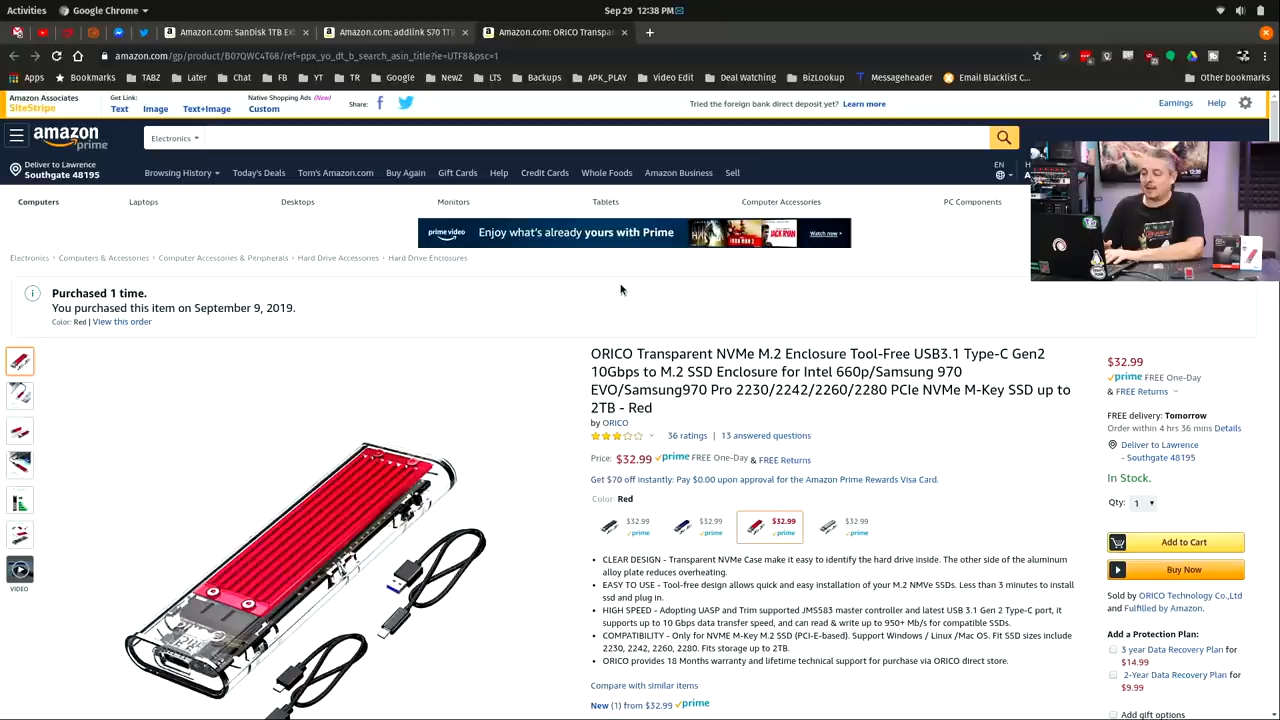 Activities
Google Chrome
Sep 29 12:38 PM
Amazon.com: SanDisk 1TB Ex
Amazon.com: addlink S70 1TB
Amazon.com: ORICO Transpa
amazon.com/gp/product/B07QWC4T68/ref=ppx_yo_dt_b_search_asin_title?ie=UTF8&psc=1
Apps
Bookmarks
TABZ
Later
Chat
FB
YT
TR
Google
NewZ
LTS
Backups
APK_PLAY
Video Edit
Deal Watching
BizLookup
Messageheader
Email Blacklist C...
Other bookmarks
Amazon Associates
SiteStripe
Get Link:
Text
Image
Text+Image
Native Shopping Ads (New)
Custom
Share:
Tried the foreign bank direct deposit yet? Learn more
Earnings
Help
amazon
prime
Electronics
Deliver to Lawrence
Southgate 48195
Browsing History
Today's Deals
Tom's Amazon.com
Buy Again
Gift Cards
Help
Credit Cards
Whole Foods
Amazon Business
Sell
EN
Computers
Laptops
Desktops
Monitors
Tablets
Computer Accessories
PC Components
prime video
Enjoy what's already yours with Prime
JACK RYAN
Watch now ›
Electronics › Computers & Accessories › Computer Accessories & Peripherals › Hard Drive Accessories › Hard Drive Enclosures
Purchased 1 time.
You purchased this item on September 9, 2019.
Color: Red | View this order
ORICO Transparent NVMe M.2 Enclosure Tool-Free USB3.1 Type-C Gen2
10Gbps to M.2 SSD Enclosure for Intel 660p/Samsung 970
EVO/Samsung970 Pro 2230/2242/2260/2280 PCIe NVMe M-Key SSD up to
2TB - Red
by ORICO
36 ratings | 13 answered questions
Price: $32.99 prime FREE One-Day & FREE Returns
Get $70 off instantly: Pay $0.00 upon approval for the Amazon Prime Rewards Visa Card.
Color: Red
$32.99
prime
$32.99
prime
$32.99
prime
$32.99
prime
• CLEAR DESIGN - Transparent NVMe Case make it easy to identify the hard drive inside. The other side of the aluminum
alloy plate reduces overheating.
• EASY TO USE - Tool-free design allows quick and easy installation of your M.2 NMVe SSDs. Less than 3 minutes to install
ssd and plug in.
• HIGH SPEED - Adopting UASP and Trim supported JMS583 master controller and latest USB 3.1 Gen 2 Type-C port, it
supports up to 10 Gbps data transfer speed, and can read & write up to 950+ Mb/s for compatible SSDs.
• COMPATIBILITY - Only for NVME M-Key M.2 SSD (PCI-E-based). Support Windows / Linux /Mac OS. Fit SSD sizes include
2230, 2242, 2260, 2280. Fits storage up to 2TB.
• ORICO provides 18 Months warranty and lifetime technical support for purchase via ORICO direct store.
Compare with similar items
New (1) from $32.99 prime
VIDEO
$32.99
prime FREE One-Day
& FREE Returns
FREE delivery: Tomorrow
Order within 4 hrs 36 mins Details
Deliver to Lawrence
- Southgate 48195
In Stock.
Qty: 1
Add to Cart
Buy Now
Sold by ORICO Technology Co.,Ltd
and Fulfilled by Amazon.
Add a Protection Plan:
3 year Data Recovery Plan for
$14.99
2-Year Data Recovery Plan for
$9.99
Add gift options